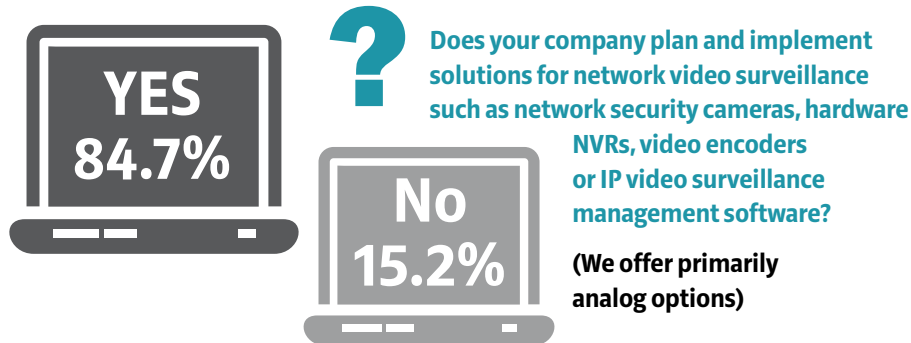 YES
84.7%
?
Does your company plan and implement
solutions for network video surveillance
such as network security cameras, hardware
NVRs, video encoders
or IP video surveillance
management software?
No
15.2%
(We offer primarily
analog options)